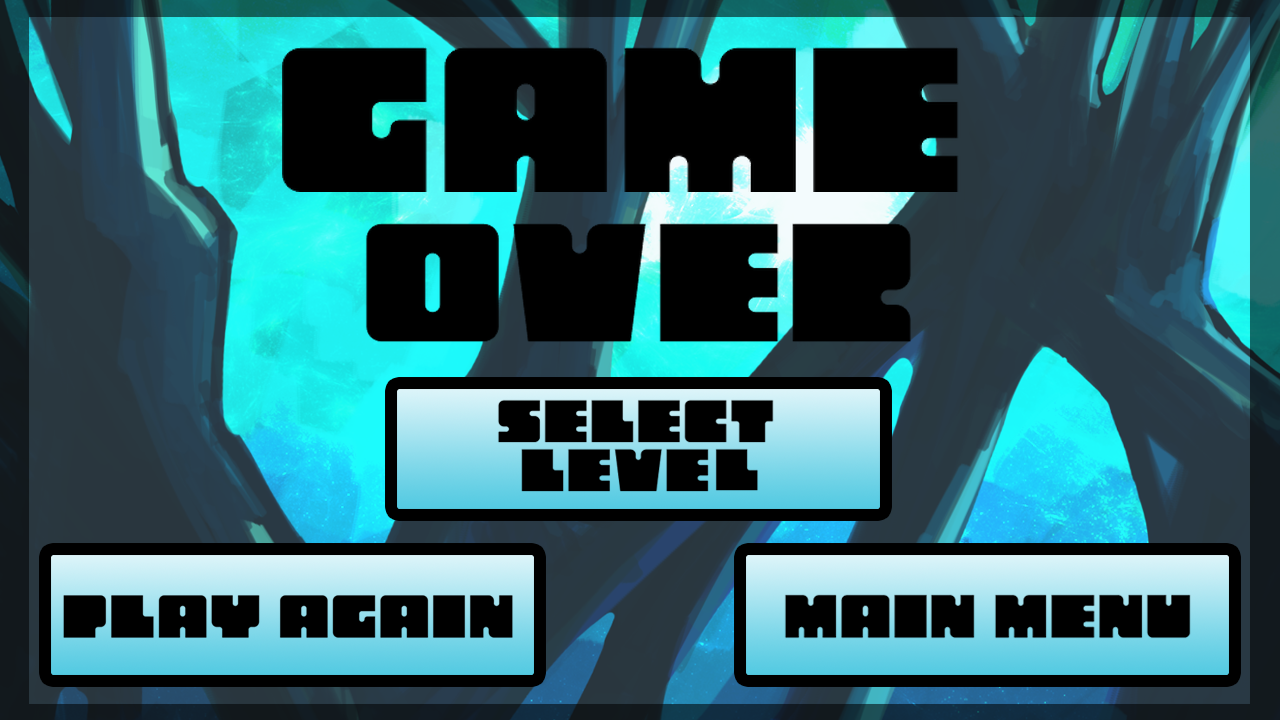 GAME
OVER
SELECT
LEVEL
PLAY AGAIN
MAIN MENU